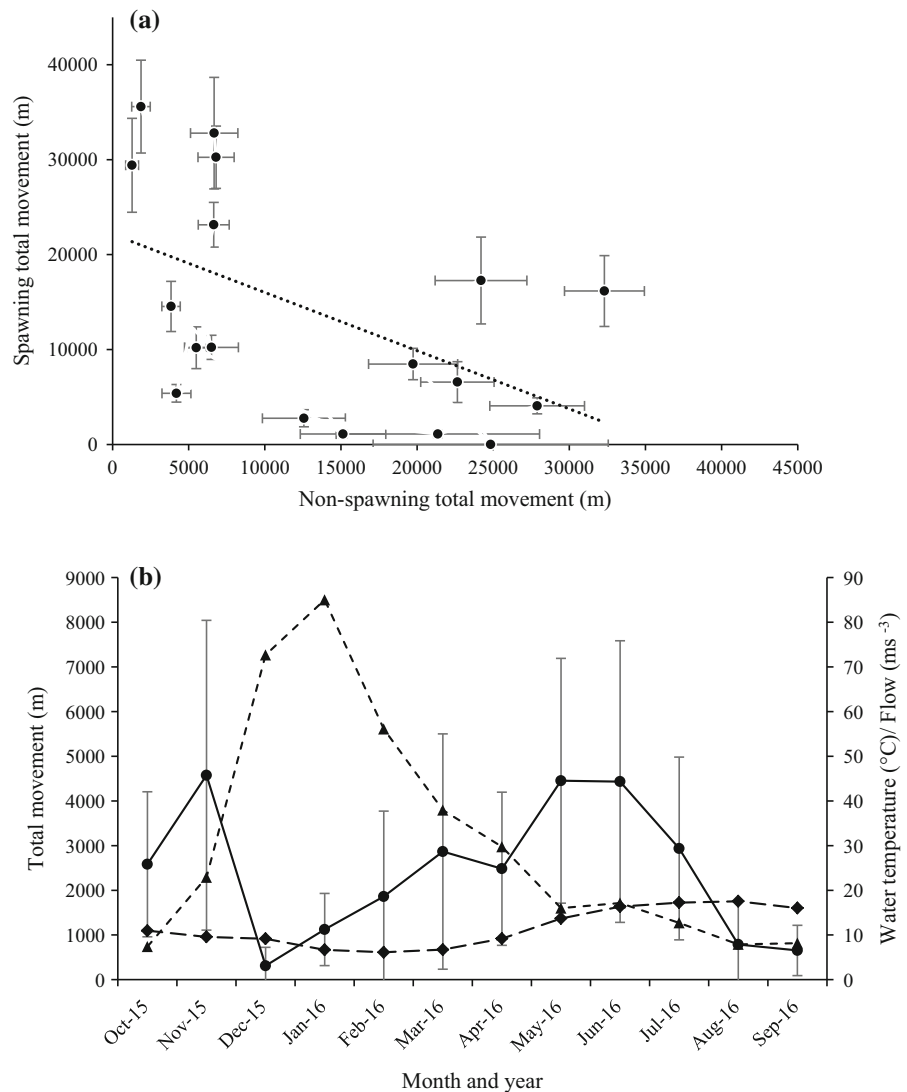 (a)
Spawning total movement (m)
40000
30000
20000
10000
0
0 5000 10000 15000 20000 25000 30000 35000 40000 45000
Non-spawning total movement (m)
(b)
Total movement (m)
9000
8000
7000
6000
5000
4000
3000
2000
1000
0
90
80
70
60
50
40
30
20
10
0
Water temperature (°C)/ Flow (ms -3)
Oct-15 Nov-15 Dec-15 Jan-16 Feb-16 Mar-16 Apr-16 May-16 Jun-16 Jul-16 Aug-16 Sep-16
Month and year